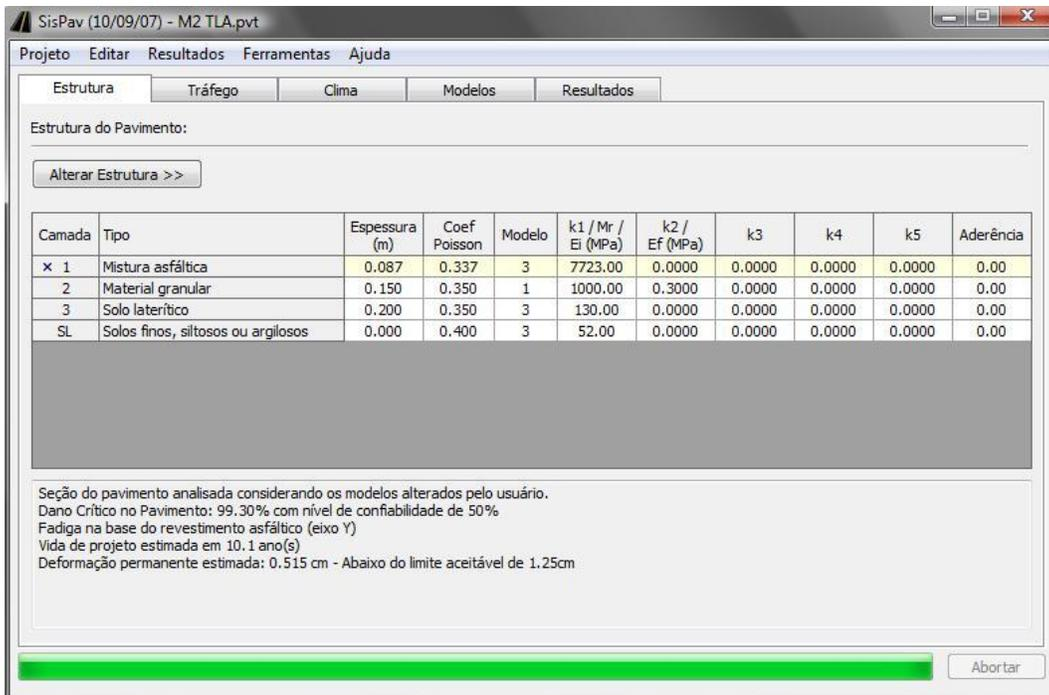 SisPav (10/09/07) - M2 TLA.pvt
Projeto Editar Resultados Ferramentas Ajuda
Estrutura Tráfego Clima Modelos Resultados
Estrutura do Pavimento:
Alterar Estrutura >>
Camada Tipo Espessura (m) Coef Poisson Modelo k1 / Mr / Ei (MPa) k2 / Ef (MPa) k3 k4 k5 Aderência
× 1 Mistura asfáltica 0.087 0.337 3 7723.00 0.0000 0.0000 0.0000 0.0000 0.00
2 Material granular 0.150 0.350 1 1000.00 0.3000 0.0000 0.0000 0.0000 0.00
3 Solo laterítico 0.200 0.350 3 130.00 0.0000 0.0000 0.0000 0.0000 0.00
SL Solos finos, siltosos ou argilosos 0.000 0.400 3 52.00 0.0000 0.0000 0.0000 0.0000 0.00
Seção do pavimento analisada considerando os modelos alterados pelo usuário.
Dano Crítico no Pavimento: 99.30% com nível de confiabilidade de 50%
Fadiga na base do revestimento asfáltico (eixo Y)
Vida de projeto estimada em 10.1 ano(s)
Deformação permanente estimada: 0.515 cm - Abaixo do limite aceitável de 1.25cm
Abortar